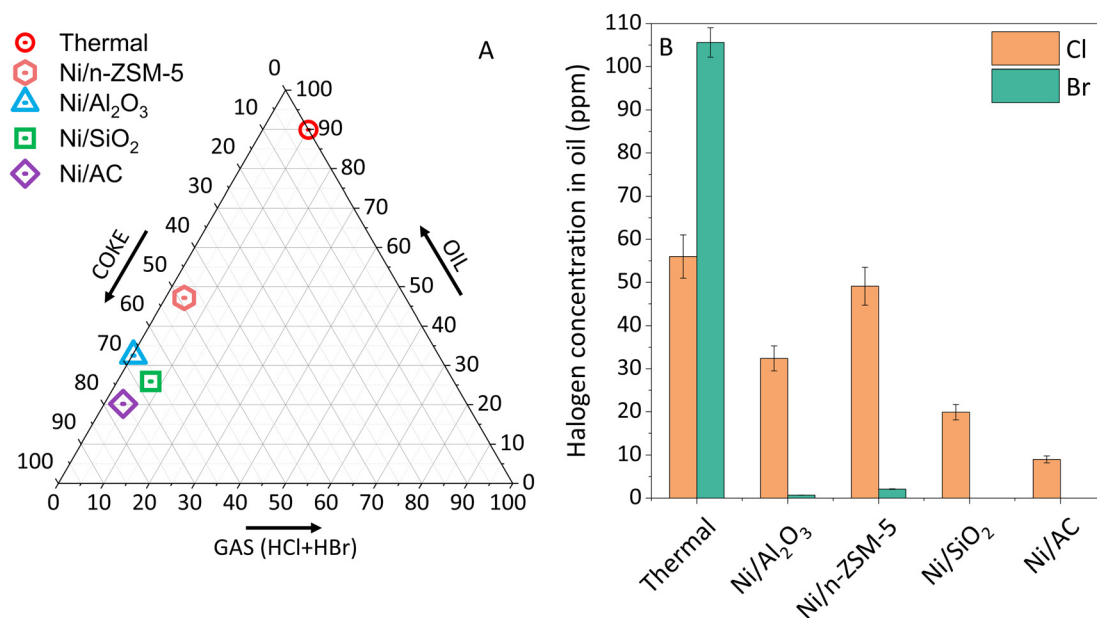 A
Thermal
Ni/n-ZSM-5
Ni/Al₂O₃
Ni/SiO₂
Ni/AC
0
10
20
30
40
50
60
70
80
90
100
COKE
100
90
80
70
60
50
40
30
20
10
0
OIL
0 10 20 30 40 50 60 70 80 90 100
GAS (HCl+HBr)
B
Cl
Br
Halogen concentration in oil (ppm)
110
100
90
80
70
60
50
40
30
20
10
0
Thermal
Ni/Al₂O₃
Ni/n-ZSM-5
Ni/SiO₂
Ni/AC